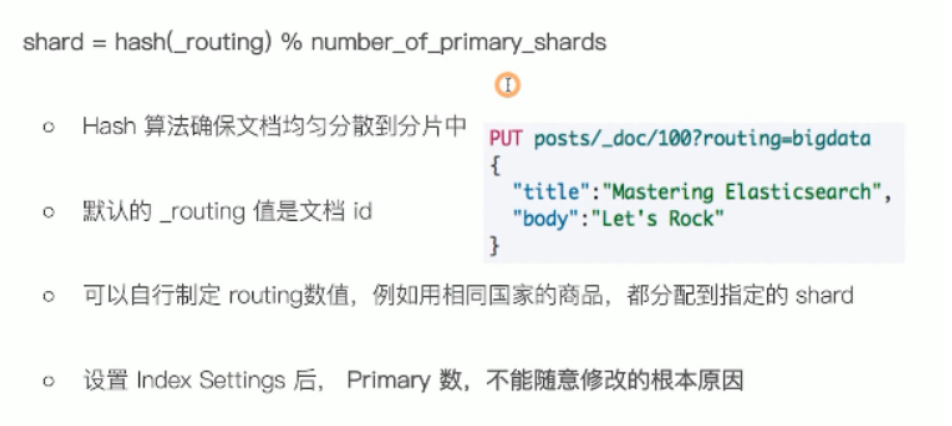 shard = hash(_routing) % number_of_primary_shards
Hash 算法确保文档均匀分散到分片中
PUT posts/_doc/100?routing=bigdata
{
"title":"Mastering Elasticsearch",
"body":"Let's Rock"
}
默认的 _routing 值是文档 id
可以自行制定 routing数值，例如用相同国家的商品，都分配到指定的 shard
设置 Index Settings 后， Primary 数，不能随意修改的根本原因